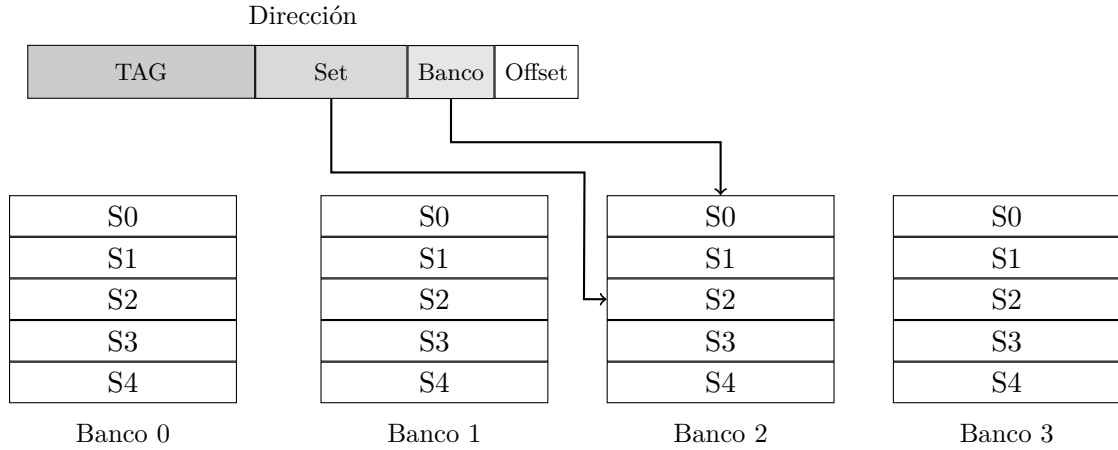 Dirección
TAG Set Banco Offset
S0 S0 S0 S0
S1 S1 S1 S1
S2 S2 S2 S2
S3 S3 S3 S3
S4 S4 S4 S4
Banco 0 Banco 1 Banco 2 Banco 3